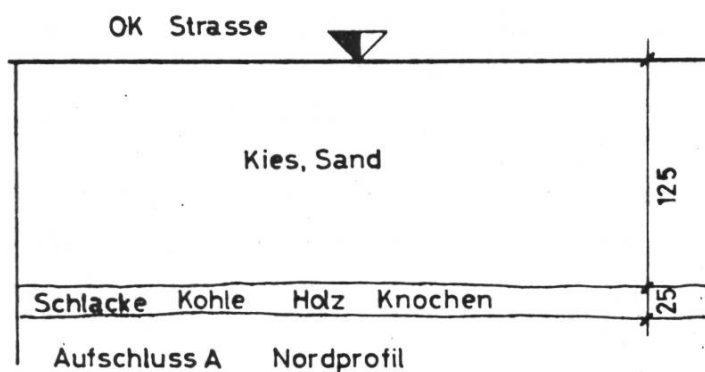 OK Strasse
Kies, Sand
125
Schlacke Kohle Holz Knochen
25
Aufschluss A Nordprofil